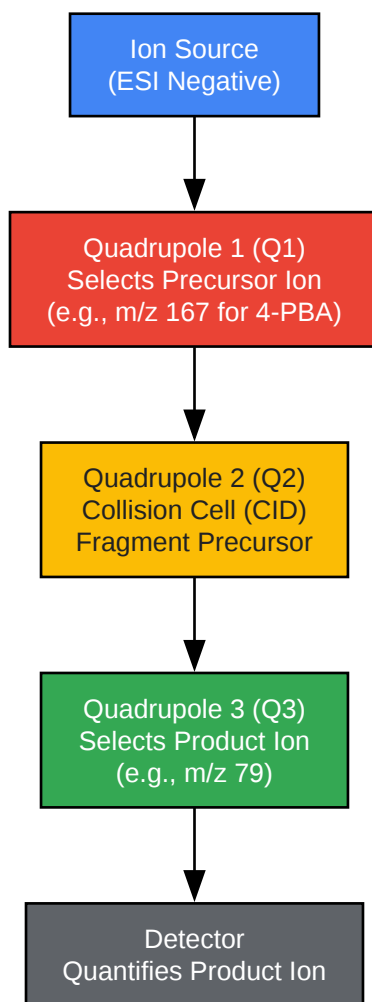 Ion Source
(ESI Negative)
Quadrupole 1 (Q1)
Selects Precursor Ion
(e.g., m/z 167 for 4-PBA)
Quadrupole 2 (Q2)
Collision Cell (CID)
Fragment Precursor
Quadrupole 3 (Q3)
Selects Product Ion
(e.g., m/z 79)
Detector
Quantifies Product Ion